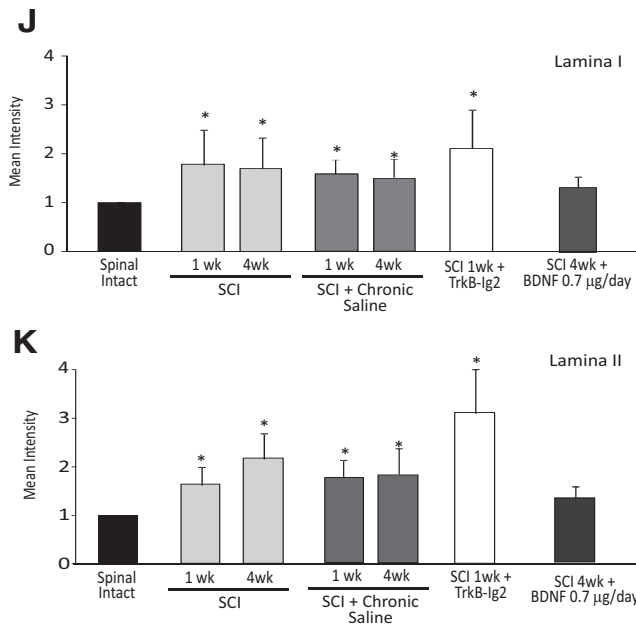 J
Lamina I
4
3
2
1
0
Mean Intensity
* * * * *
Spinal Intact
1 wk 4wk
SCI
1 wk 4wk
SCI + Chronic
Saline
SCI 1wk +
TrkB-Ig2
SCI 4wk +
BDNF 0.7 µg/day
K
Lamina II
4
3
2
1
0
Mean Intensity
* * * * *
Spinal
Intact
1 wk 4wk
SCI
1 wk 4wk
SCI + Chronic
Saline
SCI 1wk +
TrkB-Ig2
SCI 4wk +
BDNF 0.7 µg/day